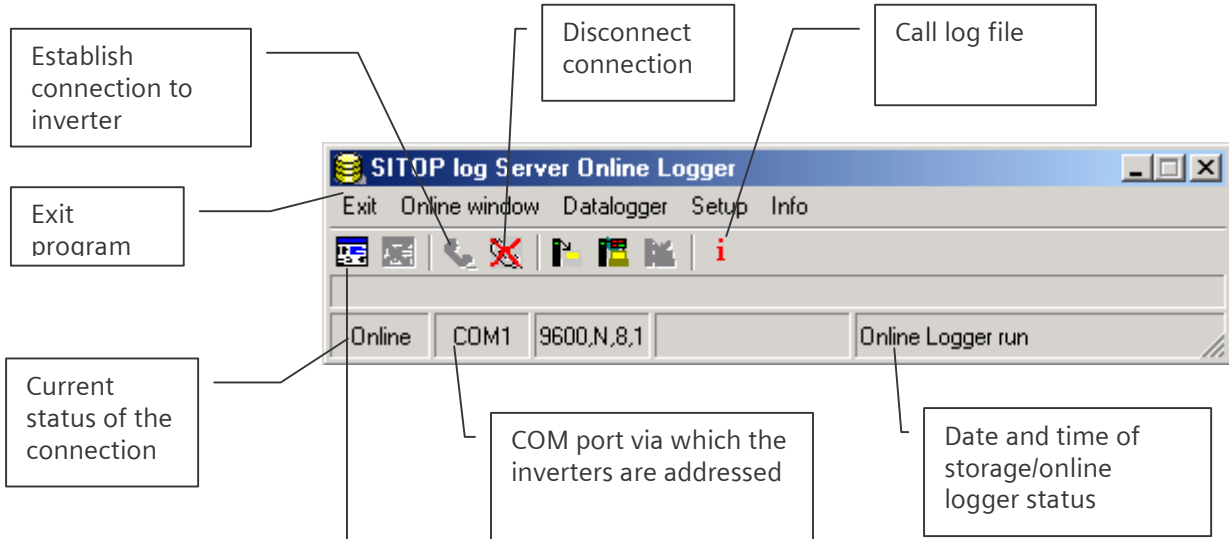 Establish
connection to
inverter
Disconnect
connection
Call log file
Exit
program
SITOP log Server Online Logger
Exit Online window Datalogger Setup Info
i
Online COM1 9600,N,8,1 Online Logger run
Current
status of the
connection
COM port via which the
inverters are addressed
Date and time of
storage/online
logger status